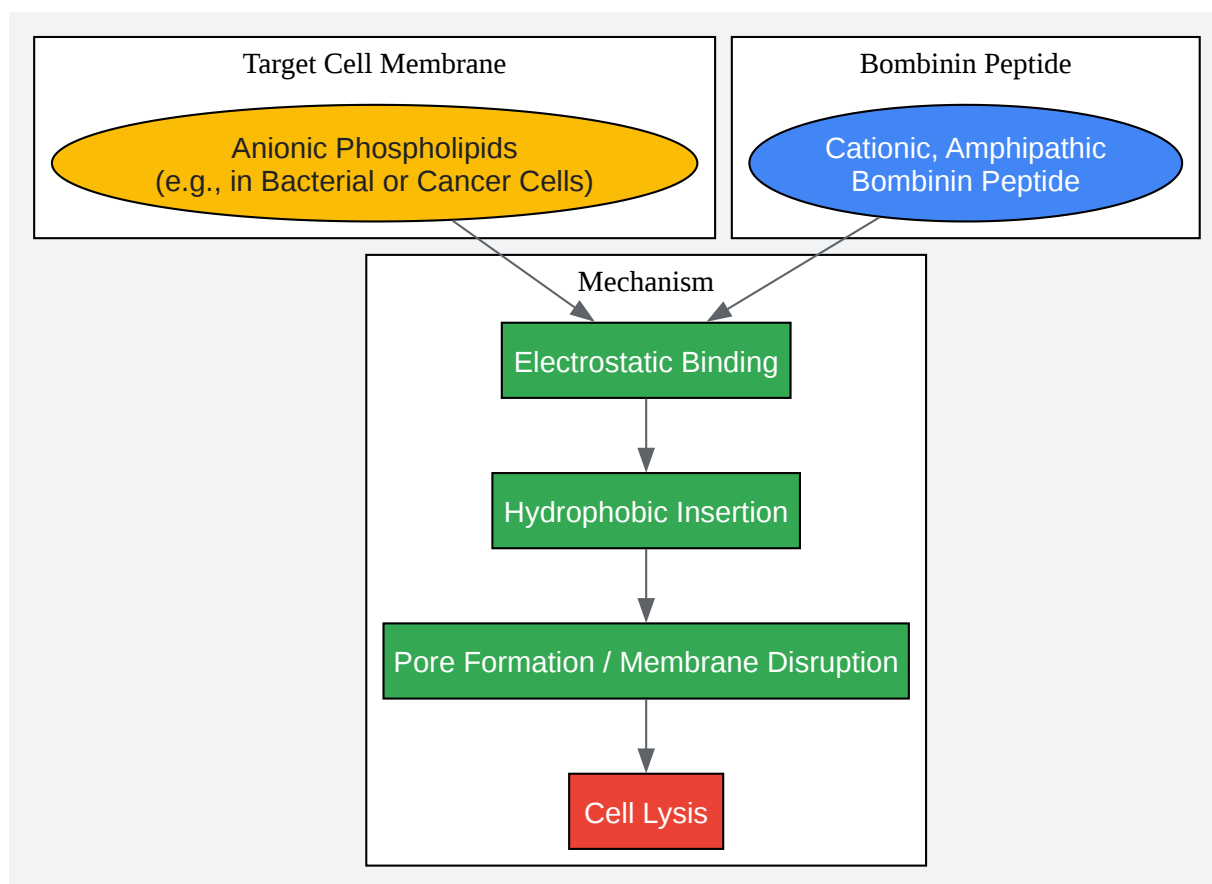 Target Cell Membrane
Anionic Phospholipids
(e.g., in Bacterial or Cancer Cells)
Bombinin Peptide
Cationic, Amphipathic
Bombinin Peptide
Mechanism
Electrostatic Binding
Hydrophobic Insertion
Pore Formation / Membrane Disruption
Cell Lysis